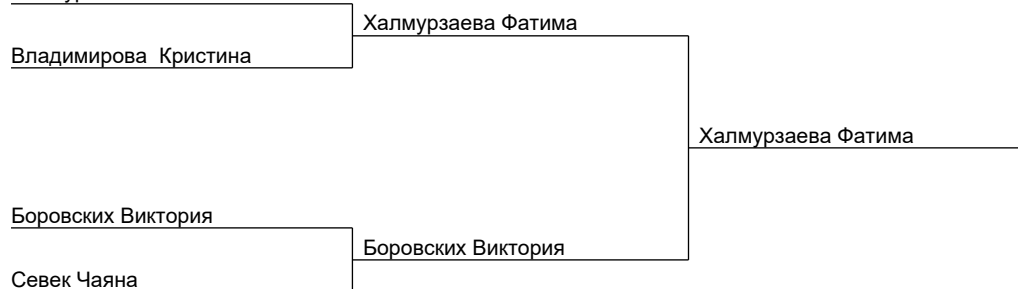 Халмурзаева Фатима
Владимирова  Кристина
Халмурзаева Фатима
Боровских Виктория
Боровских Виктория
Севек Чаяна